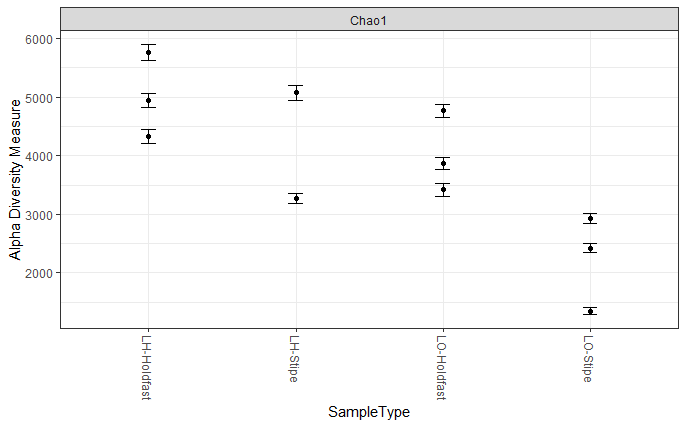 Chao1
Alpha Diversity Measure
6000
5000
4000
3000
2000
LH-Holdfast
LH-Stipe
LO-Holdfast
LO-Stipe
SampleType